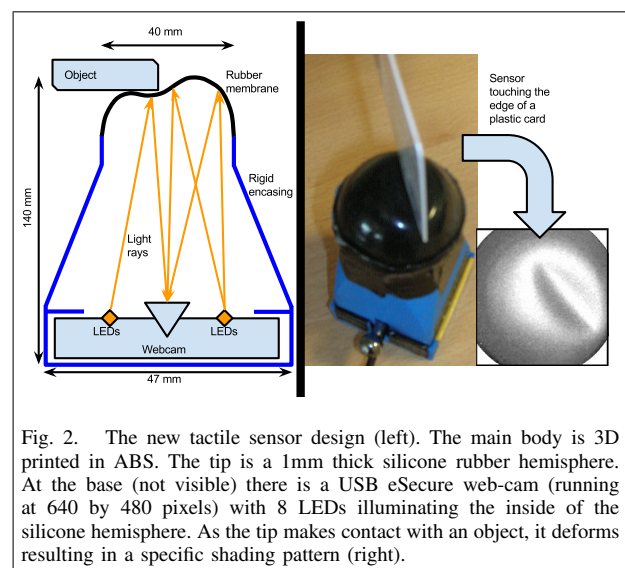 40 mm
Object
Rubber
membrane
Sensor
touching the
edge of a
plastic card
140 mm
Rigid
encasing
Light
rays
LEDs
LEDs
Webcam
47 mm
Fig. 2. The new tactile sensor design (left). The main body is 3D
printed in ABS. The tip is a 1mm thick silicone rubber hemisphere.
At the base (not visible) there is a USB eSecure web-cam (running
at 640 by 480 pixels) with 8 LEDs illuminating the inside of the
silicone hemisphere. As the tip makes contact with an object, it deforms
resulting in a specific shading pattern (right).